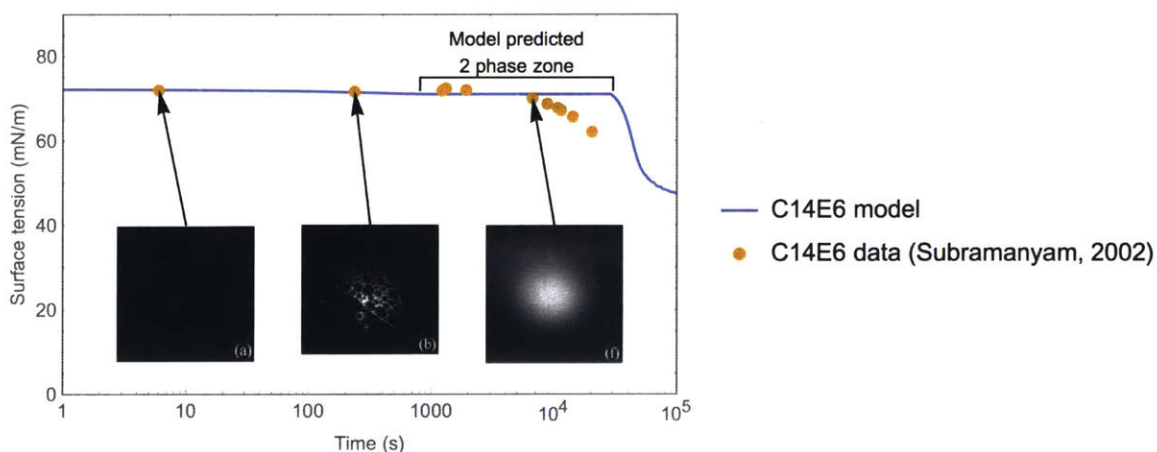 Model predicted
2 phase zone
80
60
40
20
0
Surface tension (mN/m)
(a)
(b)
(f)
1
10
100
1000
10⁴
10⁵
Time (s)
C14E6 model
C14E6 data (Subramanyam, 2002)